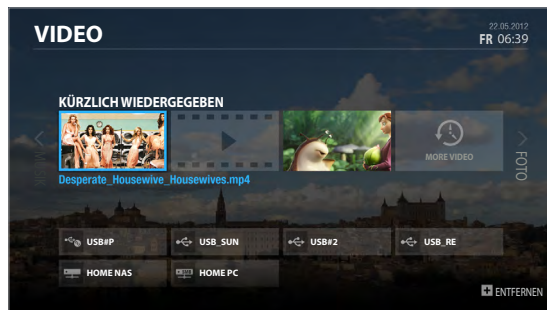 VIDEO
22.05.2012
FR 06:39
KÜRZLICH WIEDERGEGEBEN
MUSIK
MORE VIDEO
FOTO
Desperate_Housewive_Housewives.mp4
USB#P
USB_SUN
USB#2
USB_RE
HOME NAS
HOME PC
ENTFERNEN